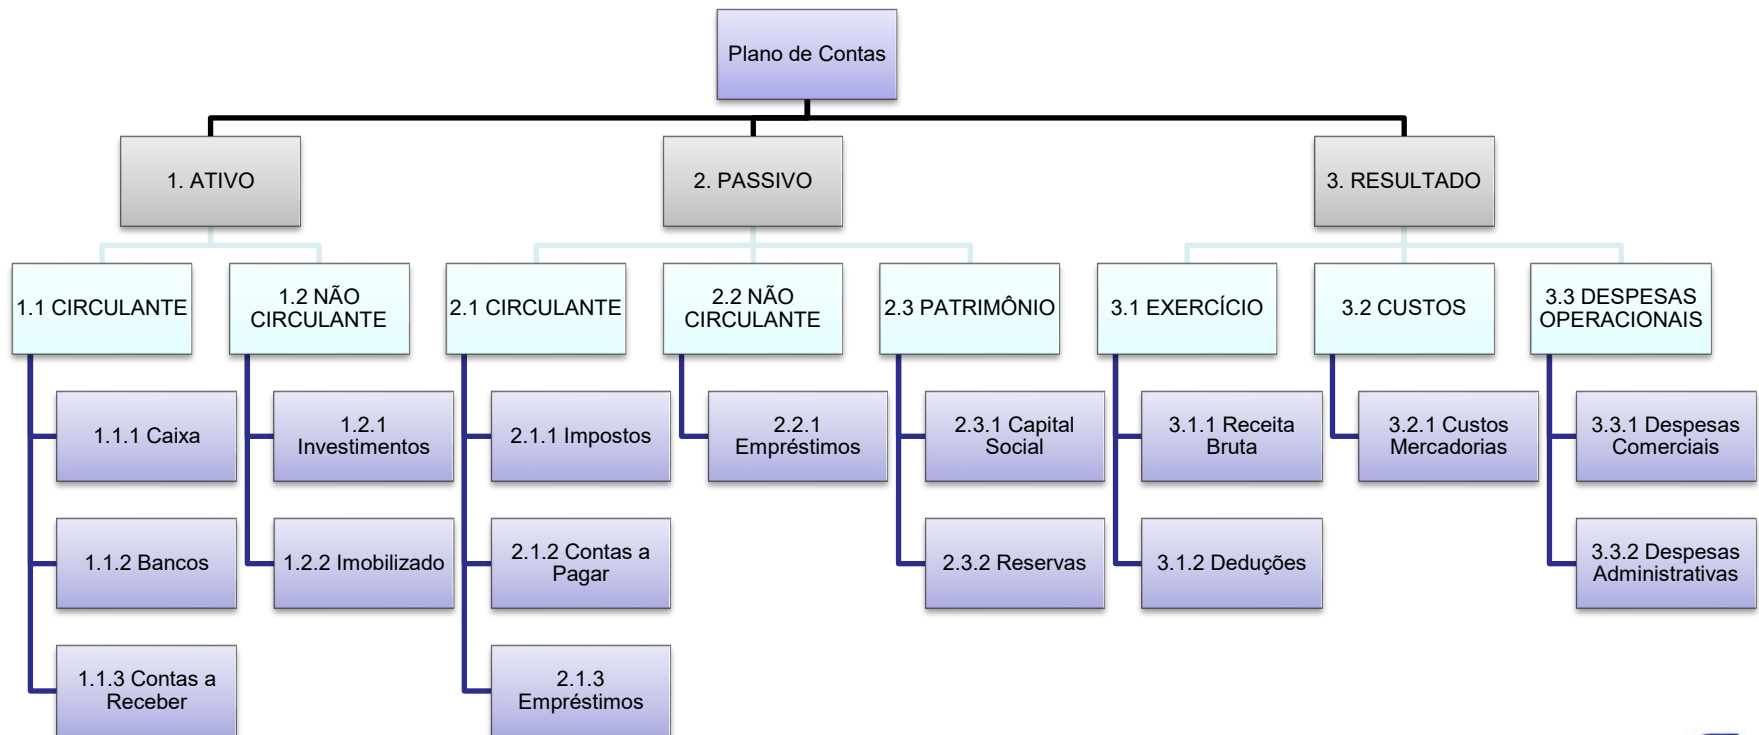 Plano de Contas
1. ATIVO
2. PASSIVO
3. RESULTADO
1.1 CIRCULANTE
1.2 NÃO
CIRCULANTE
2.1 CIRCULANTE
2.2 NÃO
CIRCULANTE
2.3 PATRIMÔNIO
3.1 EXERCÍCIO
3.2 CUSTOS
3.3 DESPESAS
OPERACIONAIS
1.1.1 Caixa
1.2.1
Investimentos
2.1.1 Impostos
2.2.1
Empréstimos
2.3.1 Capital
Social
3.1.1 Receita
Bruta
3.2.1 Custos
Mercadorias
3.3.1 Despesas
Comerciais
1.1.2 Bancos
1.2.2 Imobilizado
2.1.2 Contas a
Pagar
2.3.2 Reservas
3.1.2 Deduções
3.3.2 Despesas
Administrativas
1.1.3 Contas a
Receber
2.1.3
Empréstimos